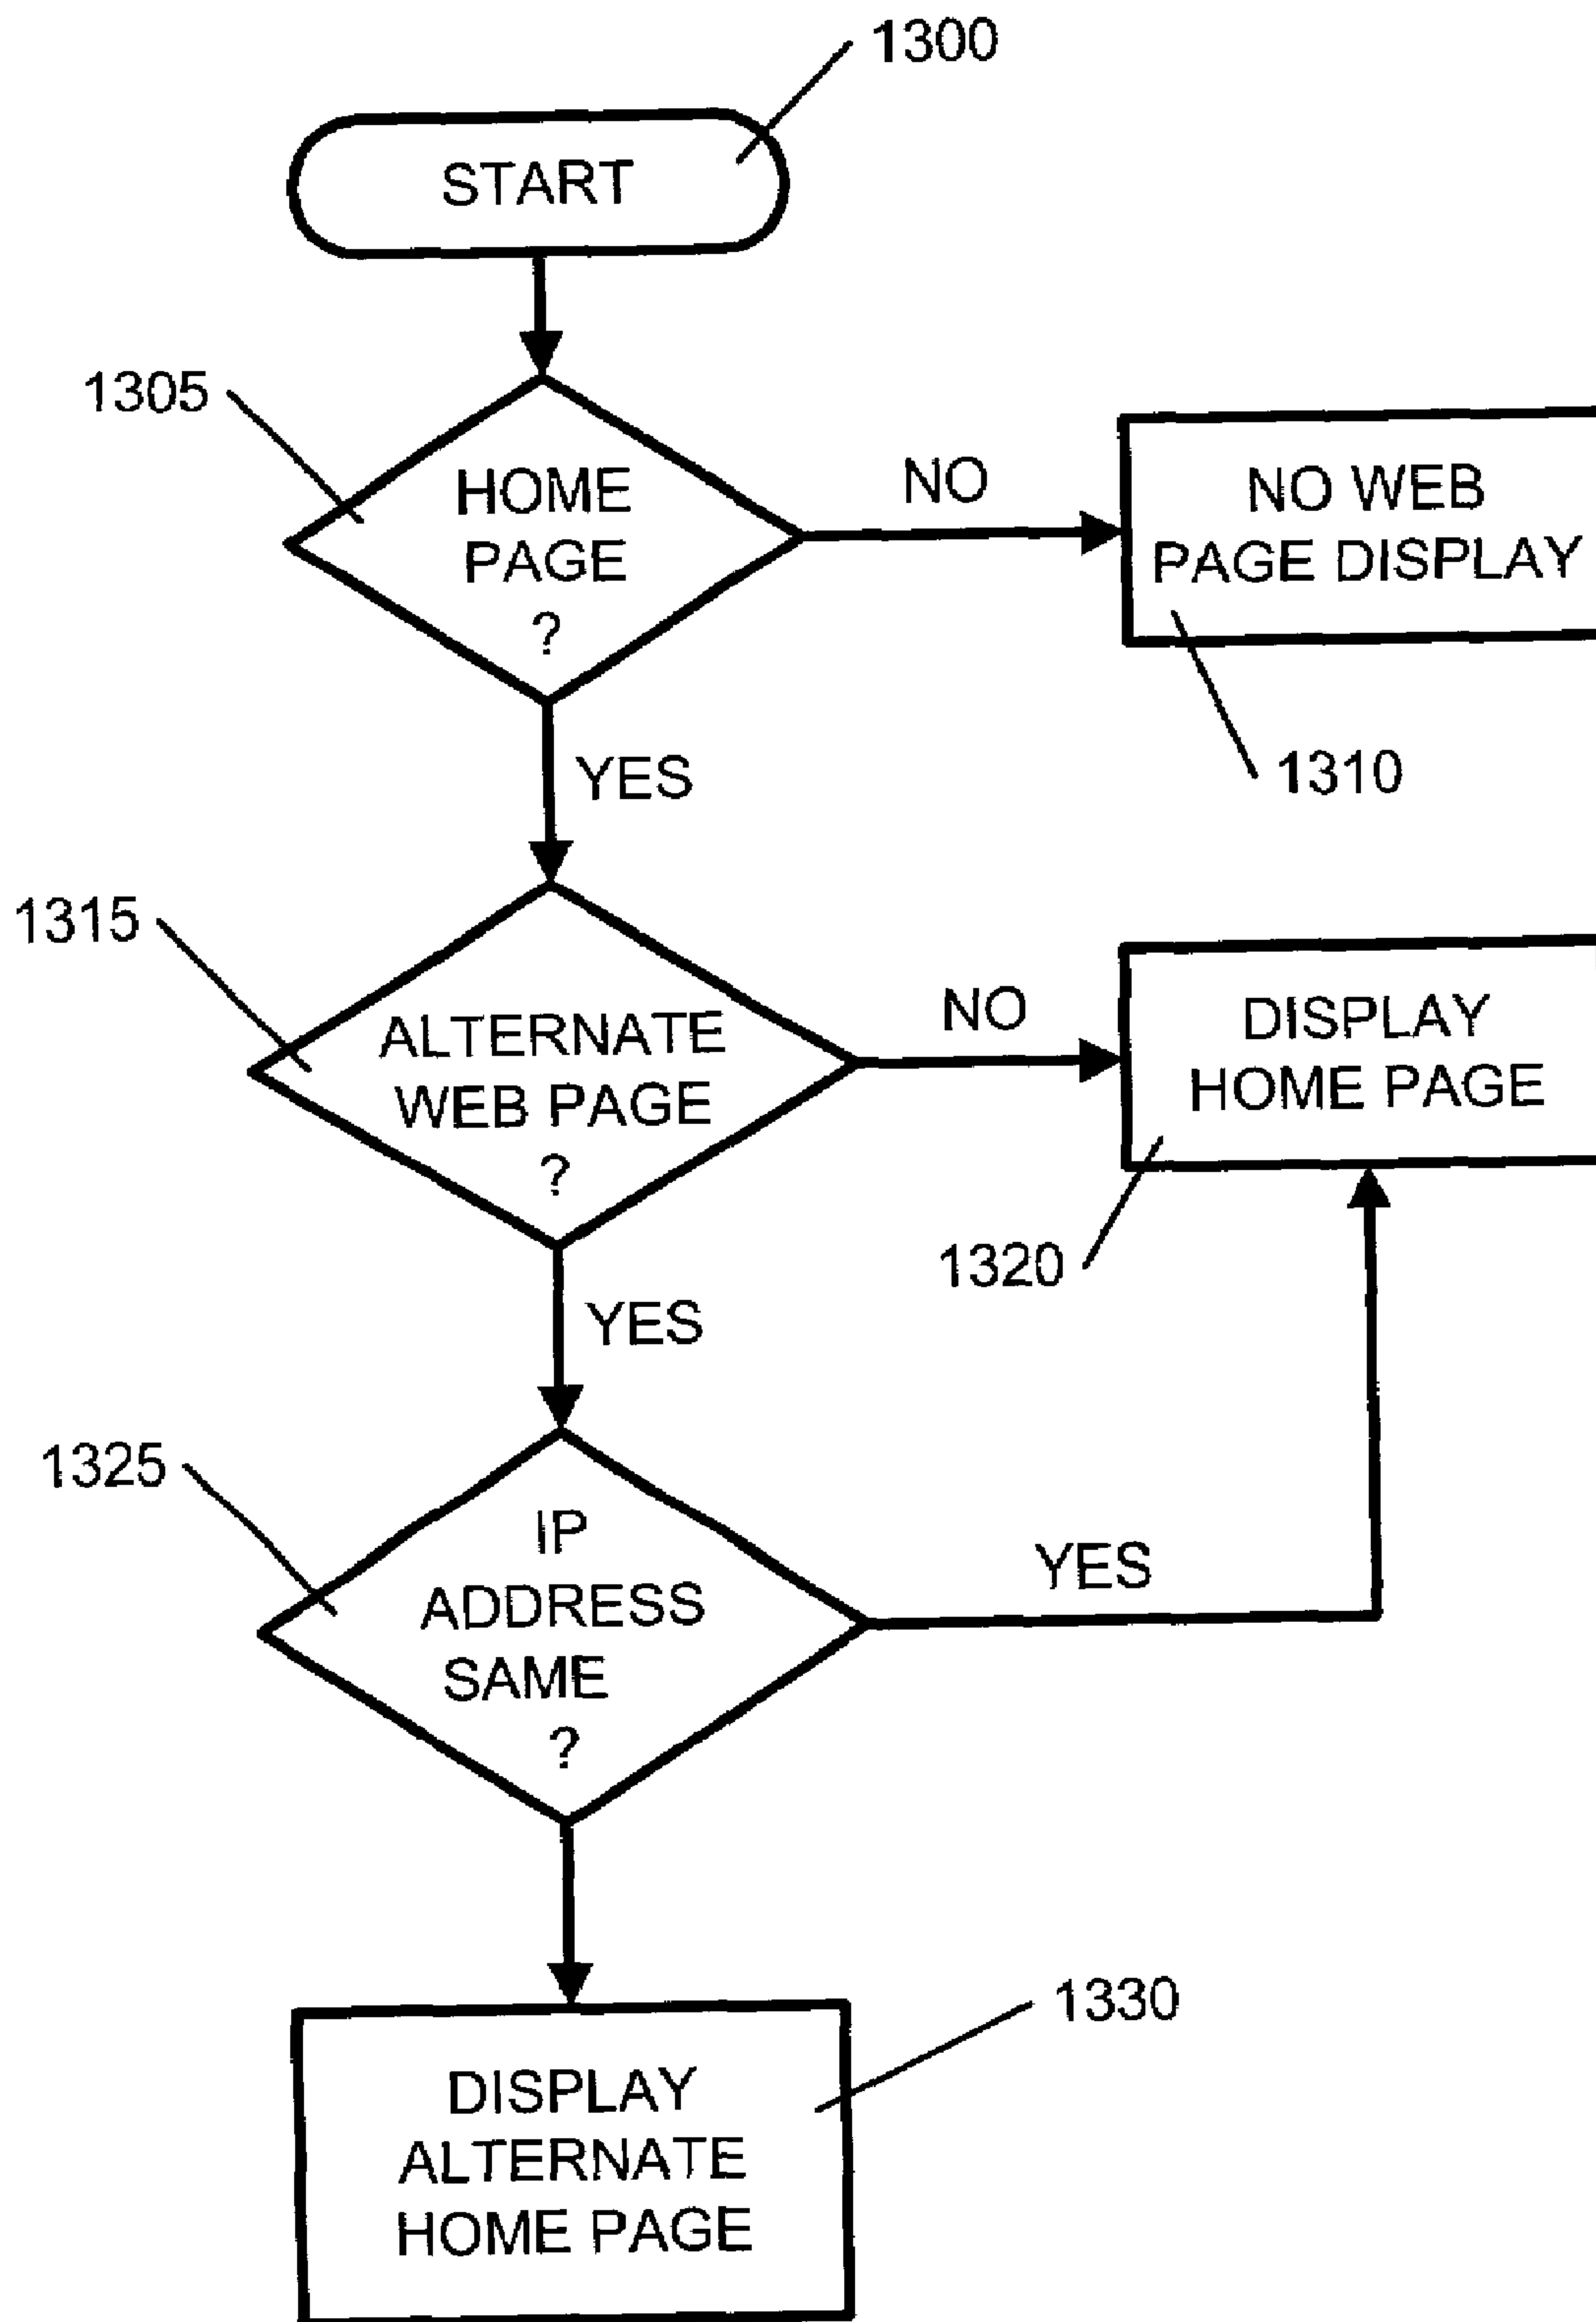 1300
START
1305
HOME
PAGE
?
NO
NO WEB
PAGE DISPLAY
1310
YES
1315
ALTERNATE
WEB PAGE
?
NO
DISPLAY
HOME PAGE
1320
YES
1325
IP
ADDRESS
SAME
?
YES
1330
DISPLAY
ALTERNATE
HOME PAGE